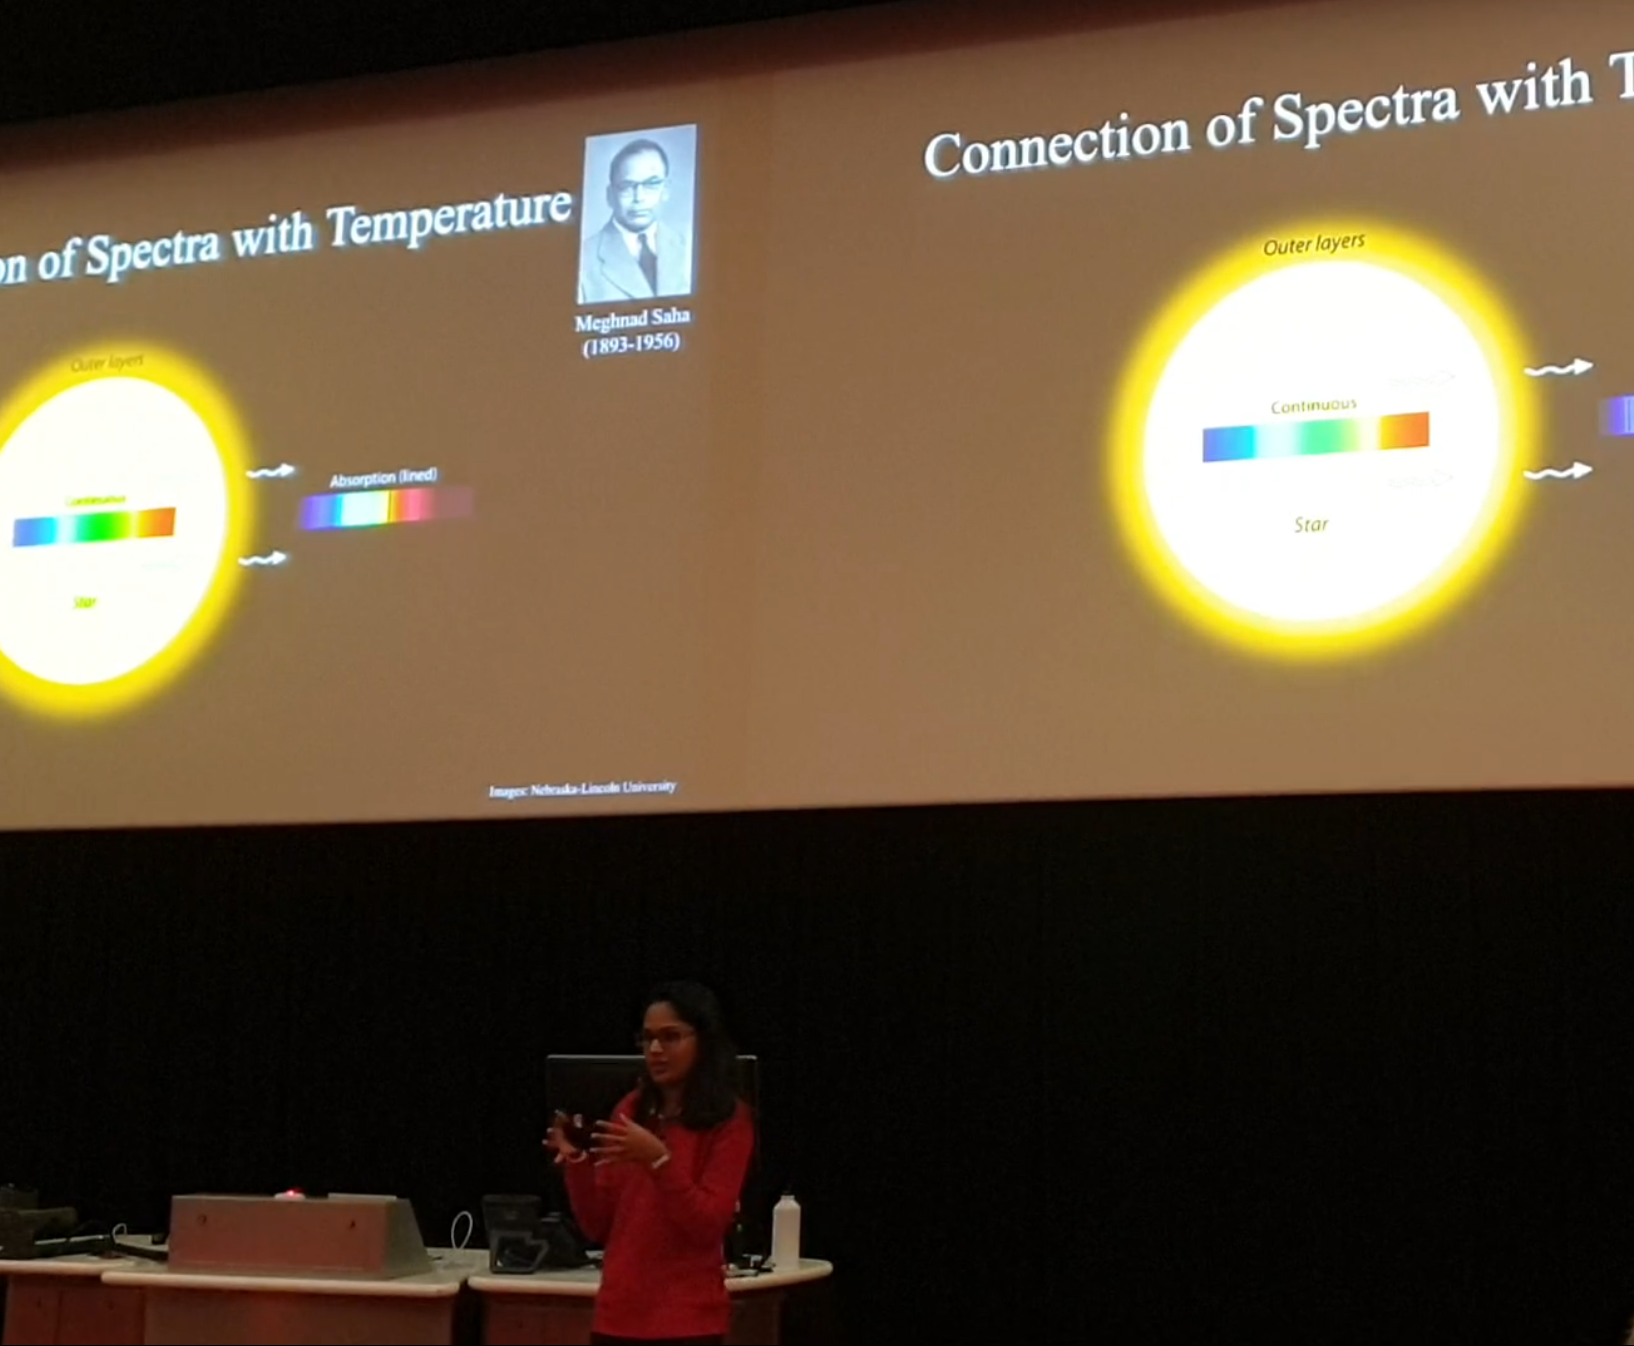 on of Spectra with Temperature
Meghnad Saha
(1893-1956)
Outer layers
Continuous
Absorption (lined)
Star
Images: Nebraska-Lincoln University
Connection of Spectra with T
Outer layers
Continuous
Star